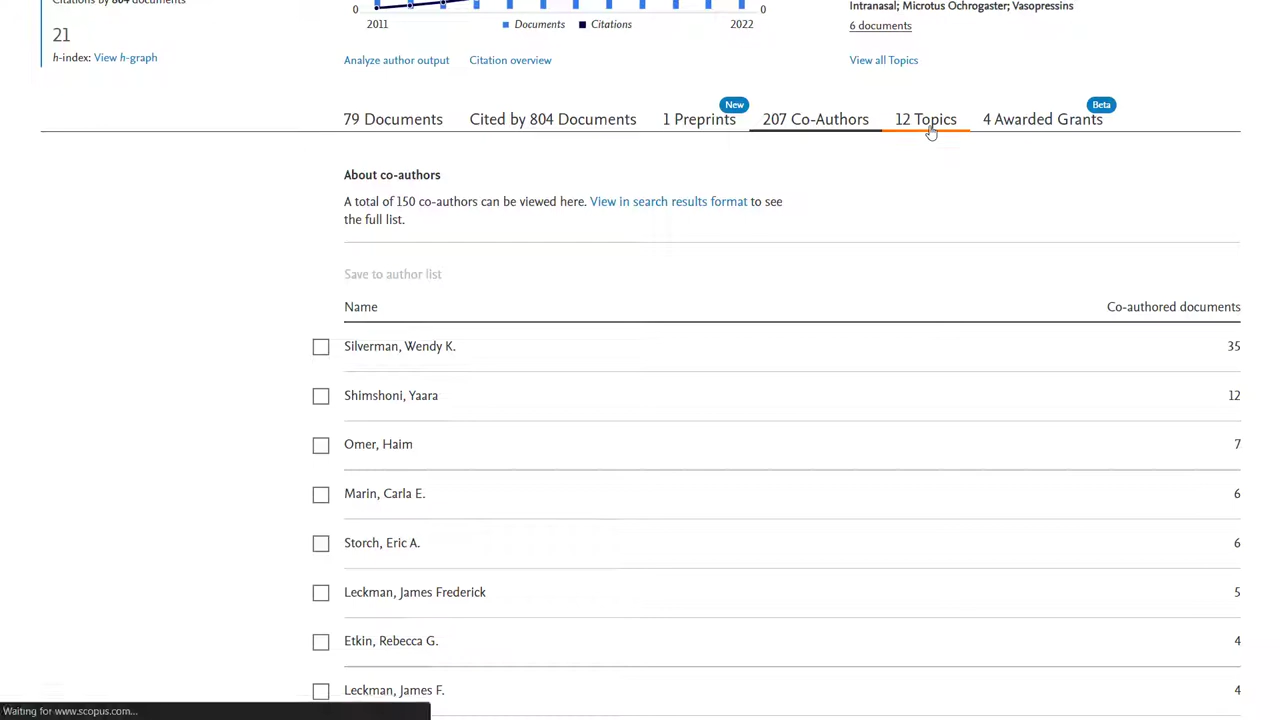 Citations by 804 documents
21
h-index: View h-graph
0
0
2011
Documents
Citations
2022
Analyze author output
Citation overview
Intranasal; Microtus Ochrogaster; Vasopressins
6 documents
View all Topics
New
Beta
79 Documents
Cited by 804 Documents
1 Preprints
207 Co-Authors
12 Topics
4 Awarded Grants
About co-authors
A total of 150 co-authors can be viewed here. View in search results format to see
the full list.
Save to author list
Name
Co-authored documents
Silverman, Wendy K.
35
Shimshoni, Yaara
12
Omer, Haim
7
Marin, Carla E.
6
Storch, Eric A.
6
Leckman, James Frederick
5
Etkin, Rebecca G.
4
Leckman, James F.
4
Waiting for www.scopus.com...